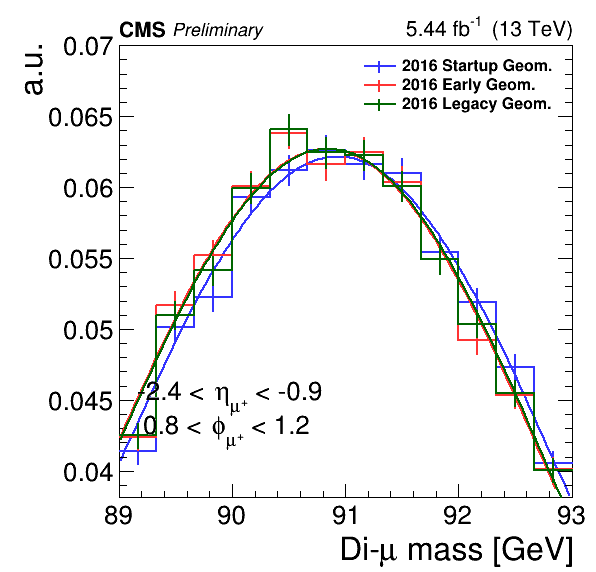 CMS Preliminary 5.44 fb⁻¹ (13 TeV)
a.u.
0.07
0.065
0.06
0.055
0.05
0.045
0.04
2016 Startup Geom.
2016 Early Geom.
2016 Legacy Geom.
-2.4 < η_μ⁺ < -0.9
0.8 < ϕ_μ⁺ < 1.2
89 90 91 92 93
Di-μ mass [GeV]